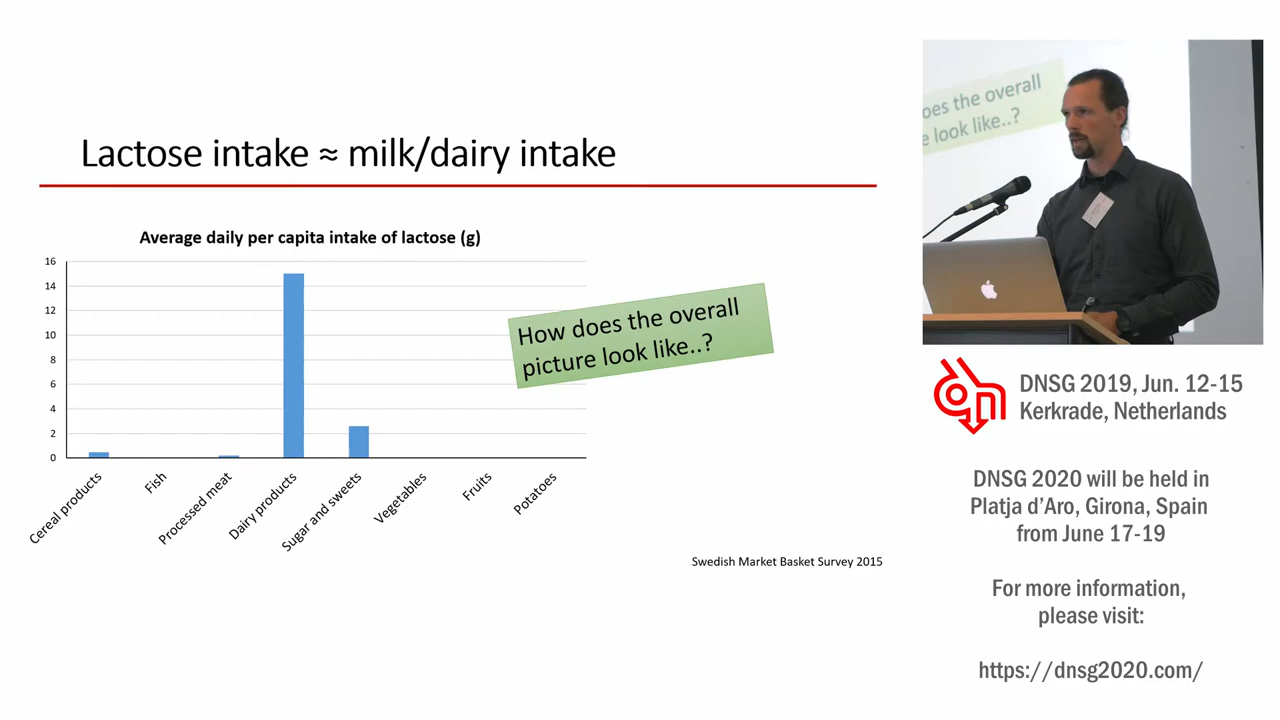 Lactose intake ≈ milk/dairy intake
Average daily per capita intake of lactose (g)
16
14
12
10
8
6
4
2
0
Cereal products
Fish
Processed meat
Dairy products
Sugar and sweets
Vegetables
Fruits
Potatoes
How does the overall
picture look like..?
Swedish Market Basket Survey 2015
oes the overall
e look like..?
DNSG 2019, Jun. 12-15
Kerkrade, Netherlands
DNSG 2020 will be held in
Platja d’Aro, Girona, Spain
from June 17-19
For more information,
please visit:
https://dnsg2020.com/